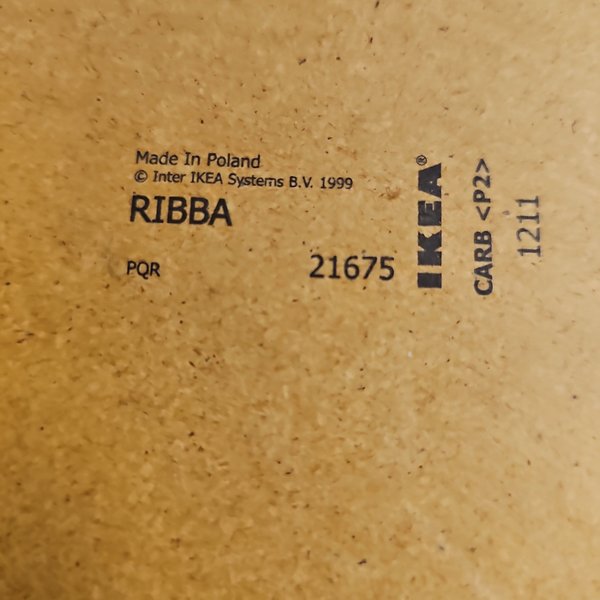 Made In Poland
© Inter IKEA Systems B.V. 1999
RIBBA
PQR 21675
IKEA®
CARB <P2>
1211